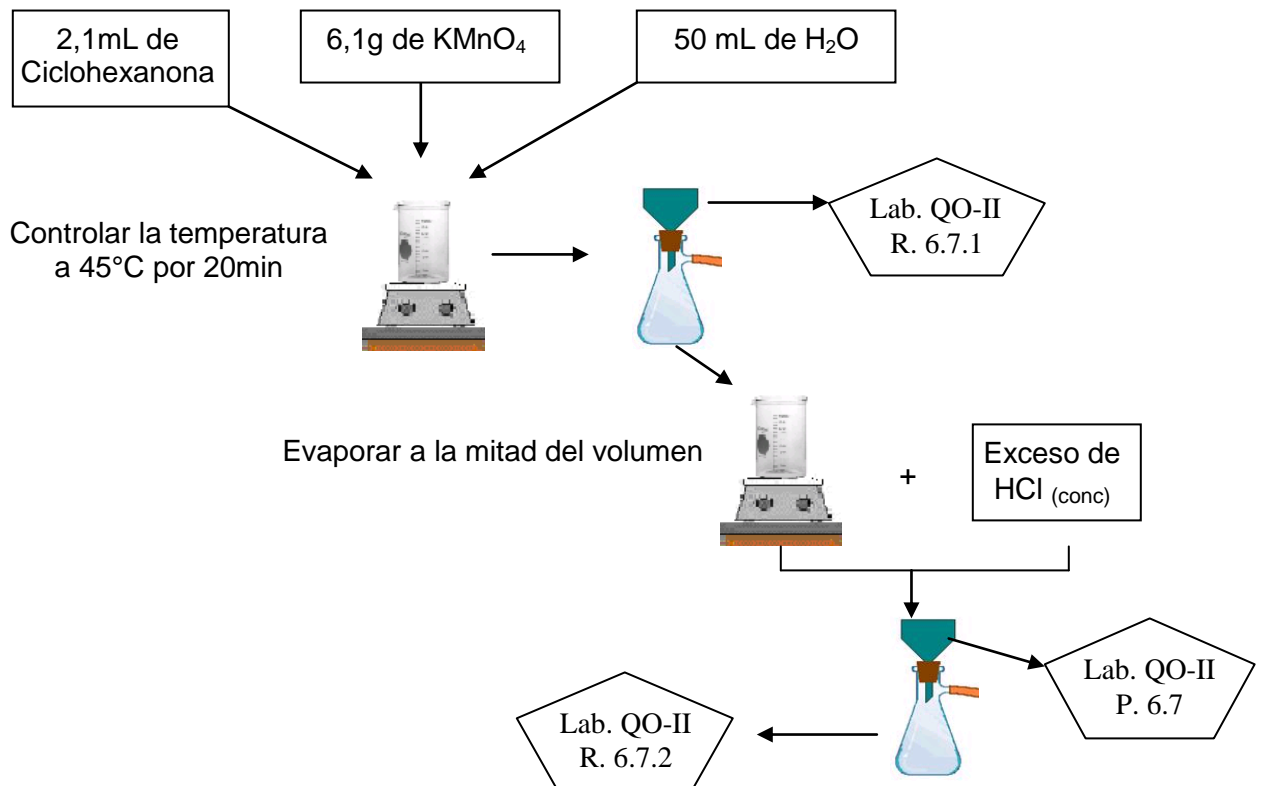 2,1mL de
Ciclohexanona
6,1g de KMnO₄
50 mL de H₂O
Controlar la temperatura
a 45°C por 20min
Lab. QO-II
R. 6.7.1
Evaporar a la mitad del volumen
+
Exceso de
HCl (conc)
Lab. QO-II
P. 6.7
Lab. QO-II
R. 6.7.2